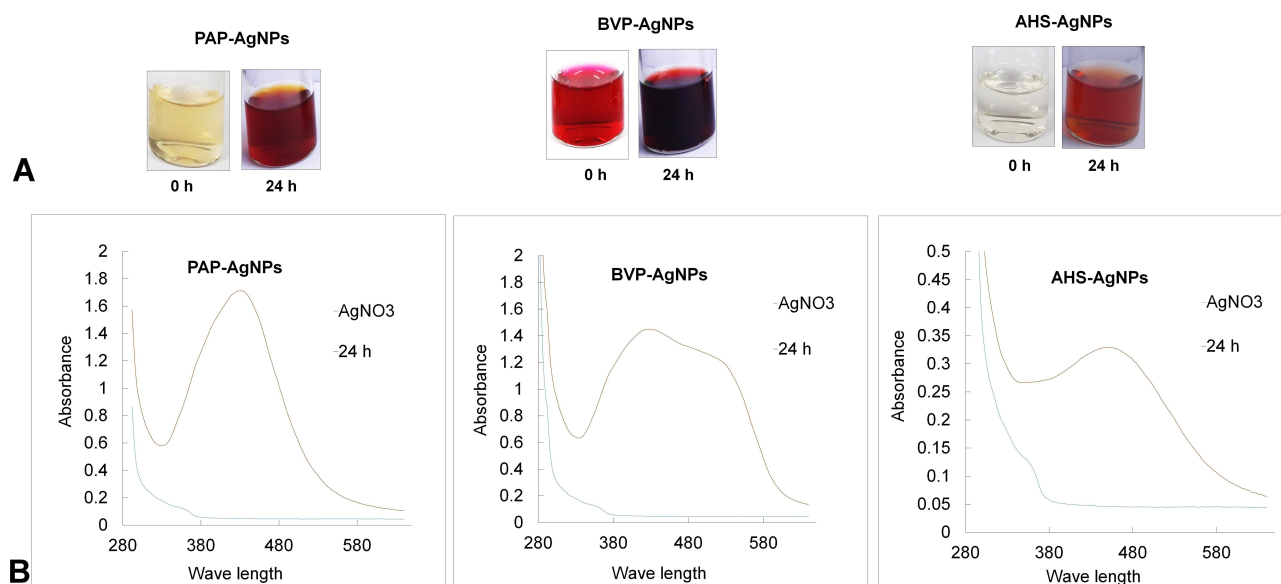 PAP-AgNPs
BVP-AgNPs
AHS-AgNPs
0 h
24 h
0 h
24 h
0 h
24 h
A
PAP-AgNPs
AgNO3
24 h
Absorbance
2
1.8
1.6
1.4
1.2
1
0.8
0.6
0.4
0.2
0
280
380
480
580
Wave length
BVP-AgNPs
AgNO3
24 h
Absorbance
2
1.8
1.6
1.4
1.2
1
0.8
0.6
0.4
0.2
0
280
380
480
580
Wave length
AHS-AgNPs
AgNO3
24 h
Absorbance
0.5
0.45
0.4
0.35
0.3
0.25
0.2
0.15
0.1
0.05
0
280
380
480
580
Wave length
B